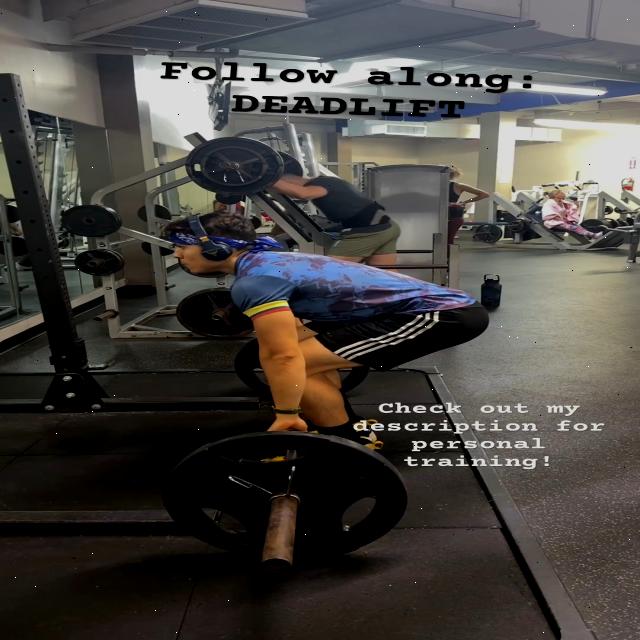 Follow along:
DEADLIFT
Check out my
description for
personal
training!